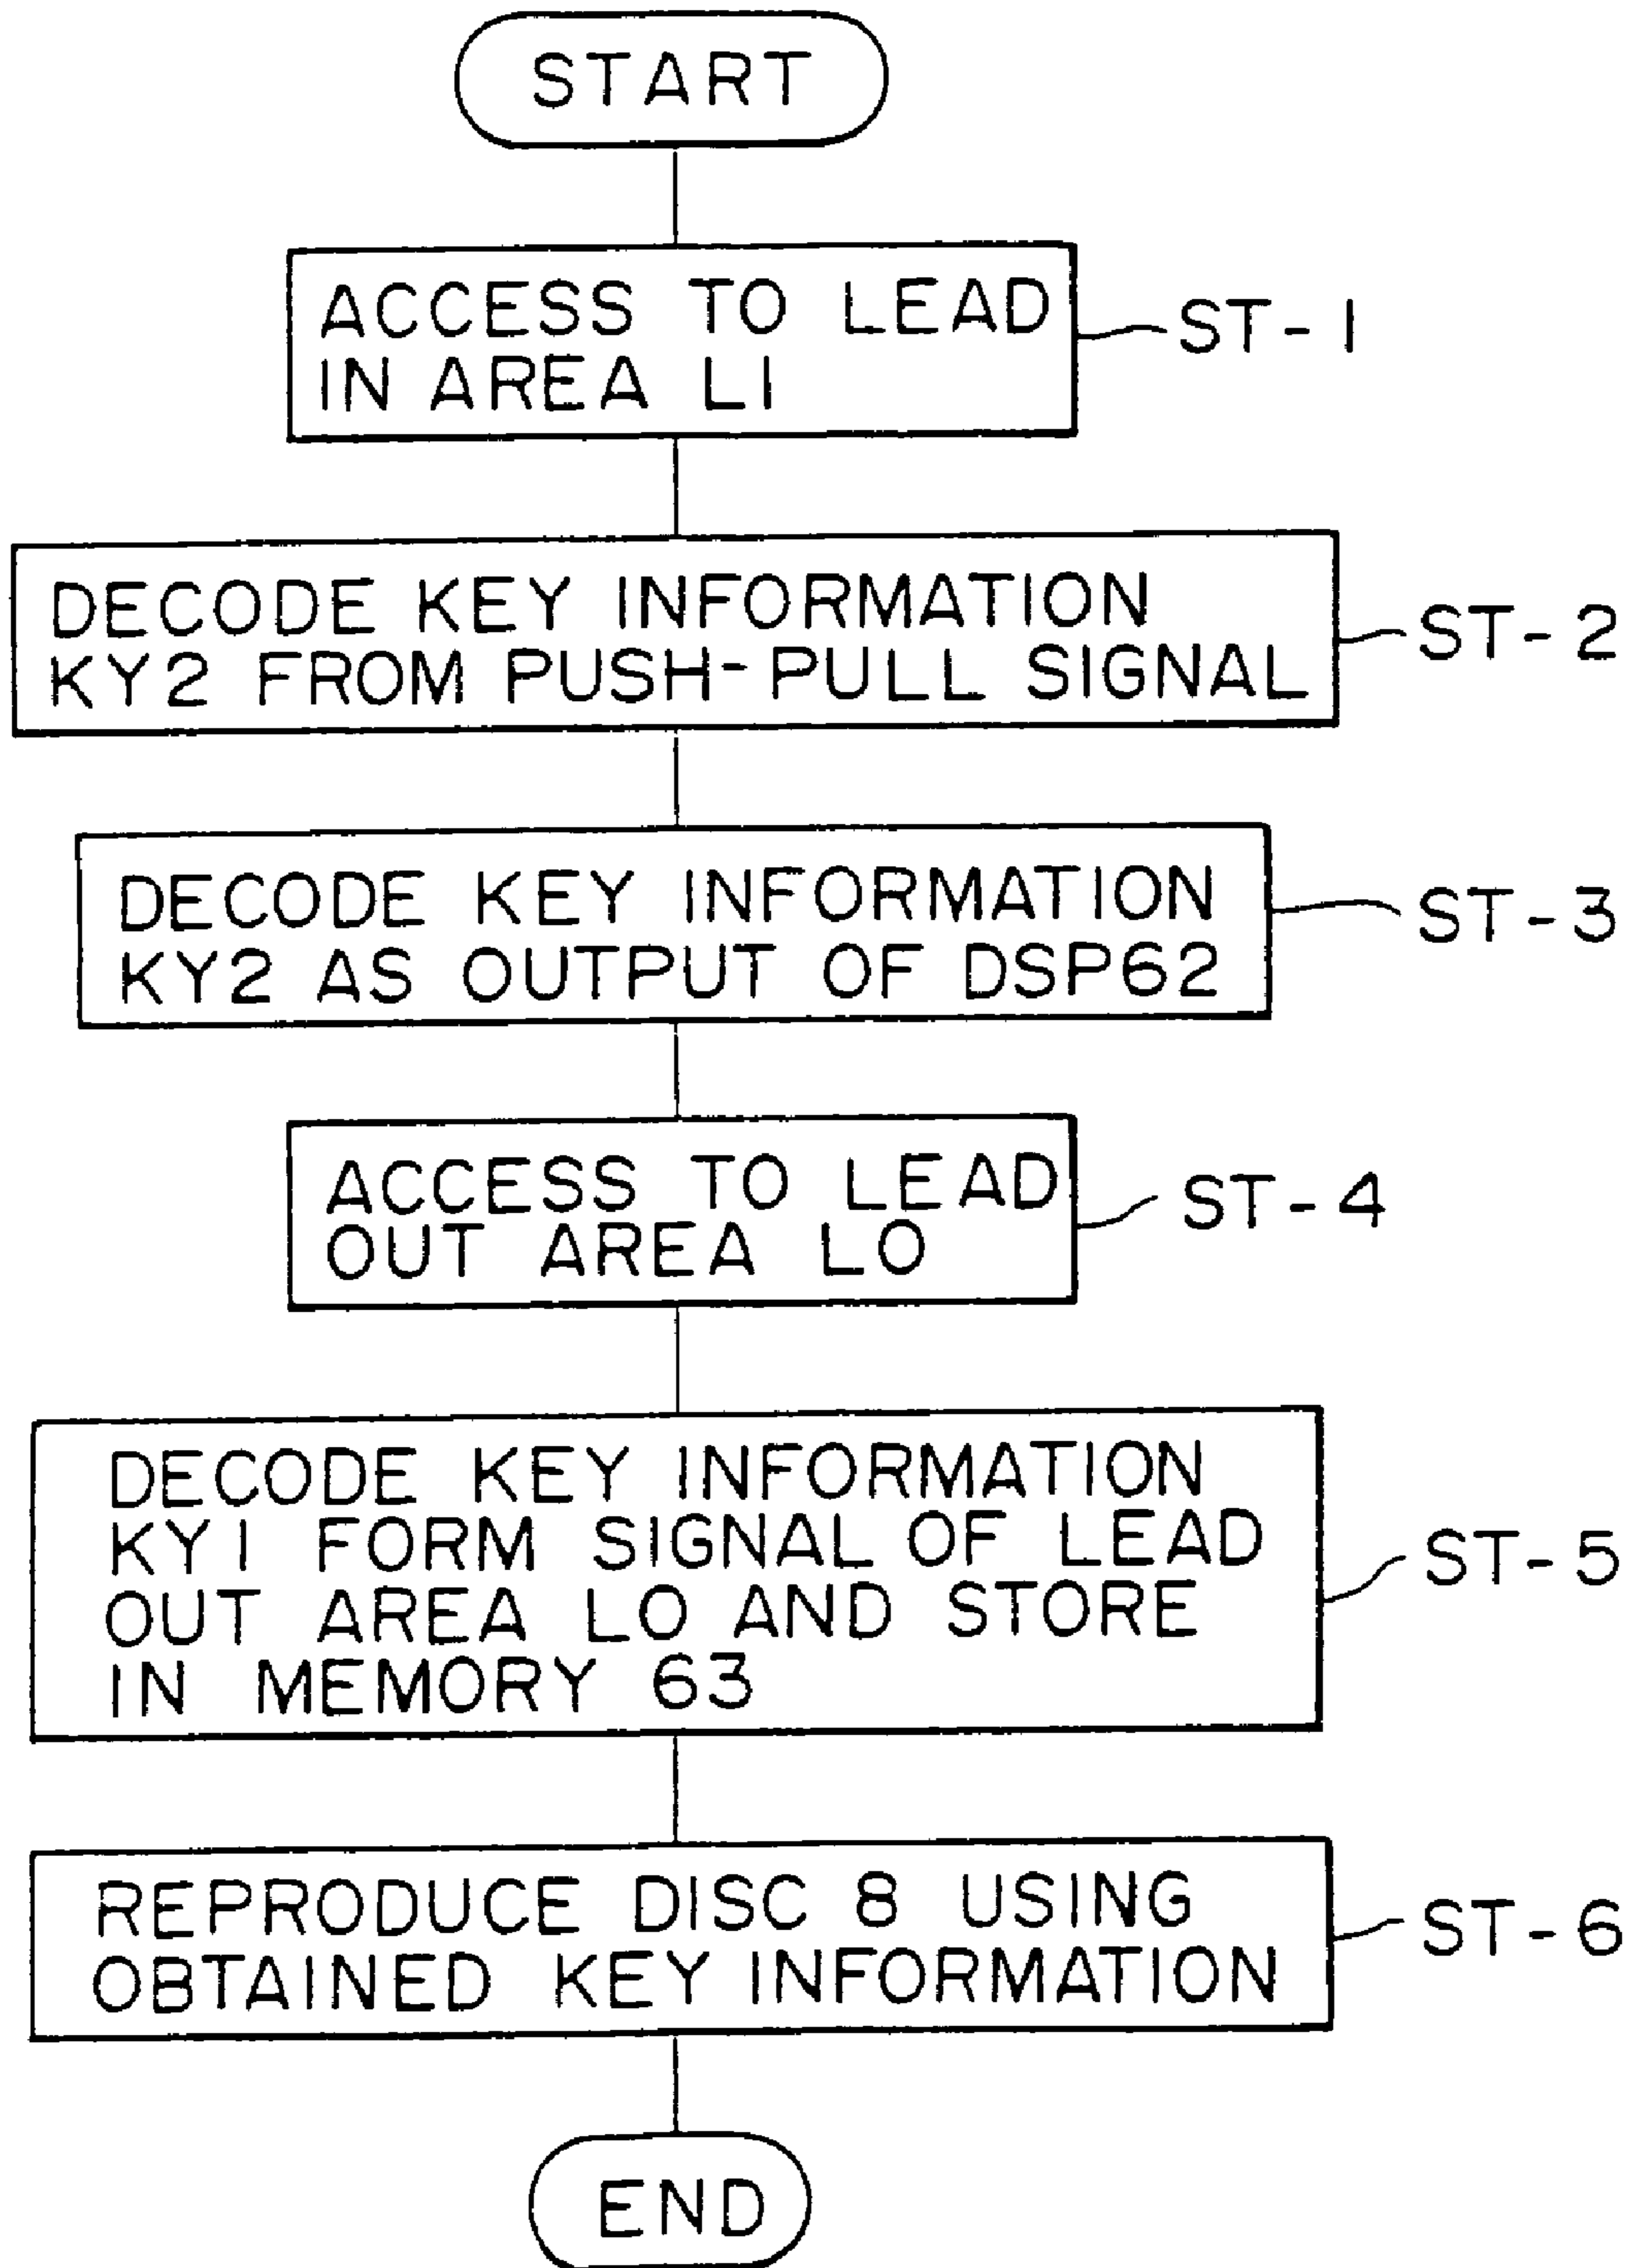 START
ACCESS TO LEAD
IN AREA LI
ST-1
DECODE KEY INFORMATION
KY2 FROM PUSH-PULL SIGNAL
ST-2
DECODE KEY INFORMATION
KY2 AS OUTPUT OF DSP62
ST-3
ACCESS TO LEAD
OUT AREA LO
ST-4
DECODE KEY INFORMATION
KY1 FORM SIGNAL OF LEAD
OUT AREA LO AND STORE
IN MEMORY 63
ST-5
REPRODUCE DISC 8 USING
OBTAINED KEY INFORMATION
ST-6
END